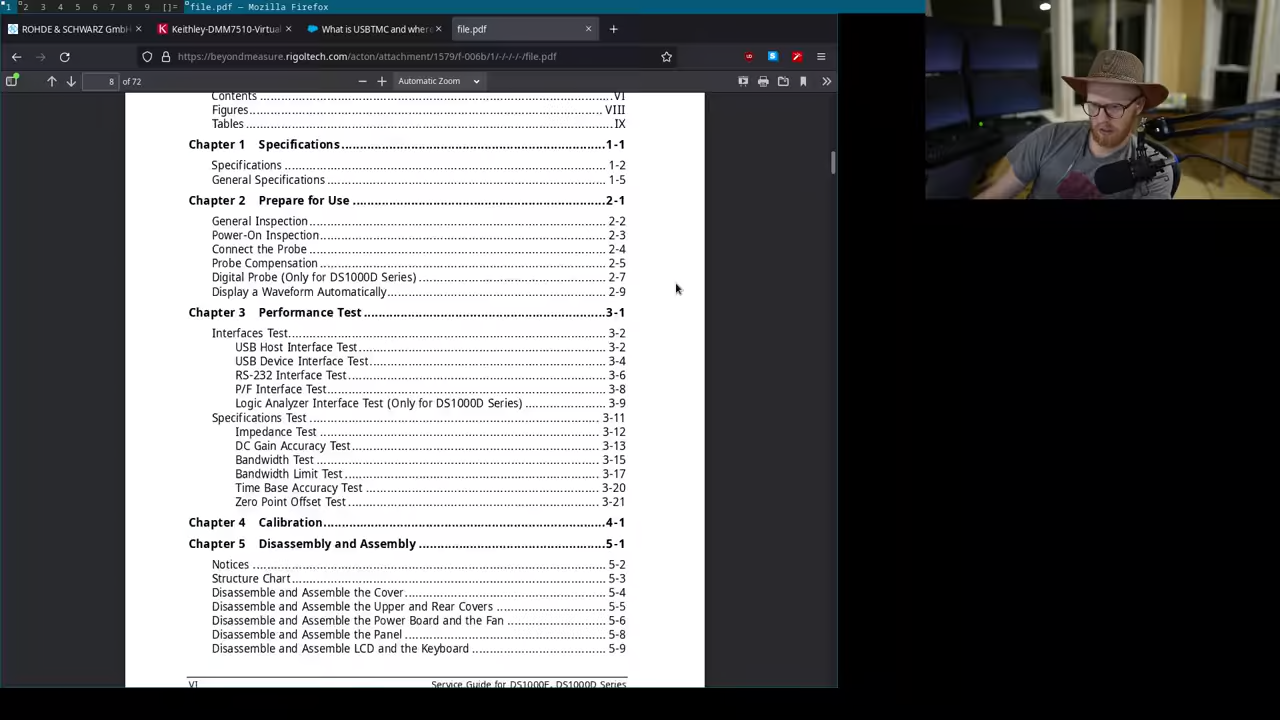 1 2 3 4 5 6 7 8 9 []= file.pdf — Mozilla Firefox
ROHDE & SCHWARZ GmbH × Keithley-DMM7510-Virtual × What is USBTMC and where × file.pdf × +
https://beyondmeasure.rigoltech.com/acton/attachment/1579/f-006b/1/-/-/-/-/file.pdf
8 of 72 − + Automatic Zoom
Contents VI
Figures VIII
Tables IX
Chapter 1 Specifications 1-1
Specifications 1-2
General Specifications 1-5
Chapter 2 Prepare for Use 2-1
General Inspection 2-2
Power-On Inspection 2-3
Connect the Probe 2-4
Probe Compensation 2-5
Digital Probe (Only for DS1000D Series) 2-7
Display a Waveform Automatically 2-9
Chapter 3 Performance Test 3-1
Interfaces Test 3-2
USB Host Interface Test 3-2
USB Device Interface Test 3-4
RS-232 Interface Test 3-6
P/F Interface Test 3-8
Logic Analyzer Interface Test (Only for DS1000D Series) 3-9
Specifications Test 3-11
Impedance Test 3-12
DC Gain Accuracy Test 3-13
Bandwidth Test 3-15
Bandwidth Limit Test 3-17
Time Base Accuracy Test 3-20
Zero Point Offset Test 3-21
Chapter 4 Calibration 4-1
Chapter 5 Disassembly and Assembly 5-1
Notices 5-2
Structure Chart 5-3
Disassemble and Assemble the Cover 5-4
Disassemble and Assemble the Upper and Rear Covers 5-5
Disassemble and Assemble the Power Board and the Fan 5-6
Disassemble and Assemble the Panel 5-8
Disassemble and Assemble LCD and the Keyboard 5-9
VI Service Guide for DS1000E, DS1000D Series